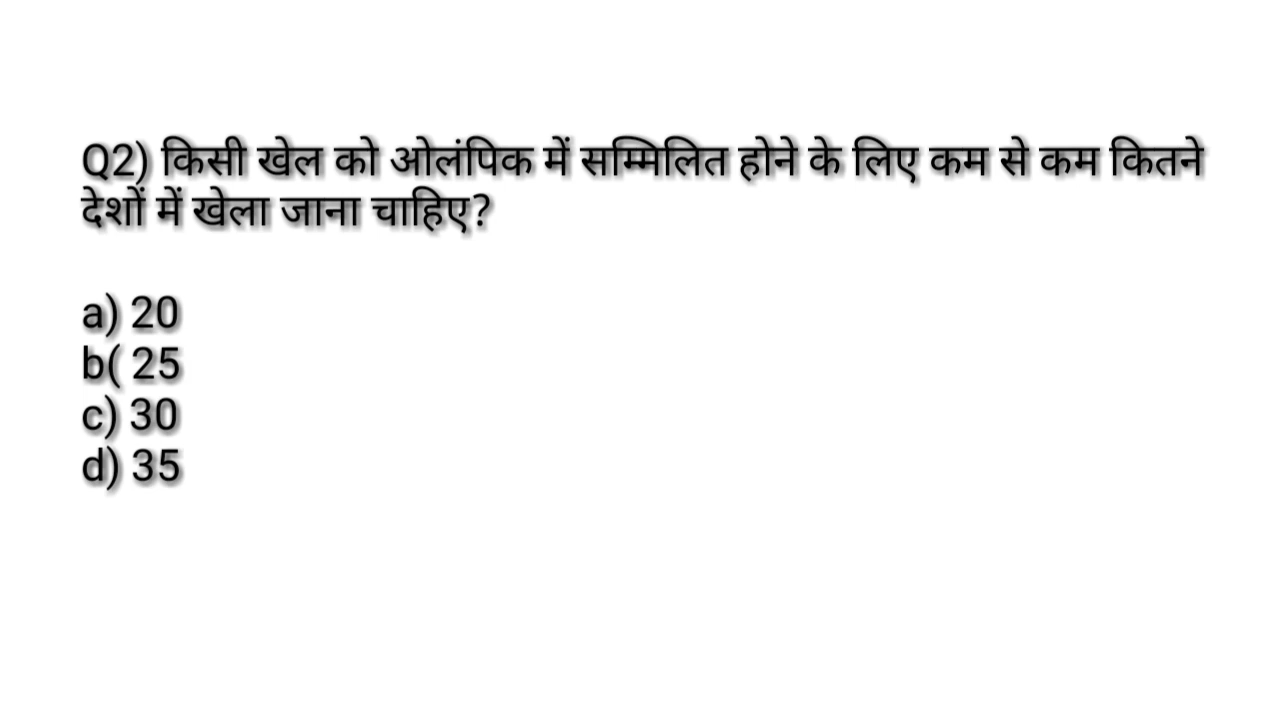 Q2) किसी खेल को ओलंपिक में सम्मिलित होने के लिए कम से कम कितने
देशों में खेला जाना चाहिए?
a) 20
b( 25
c) 30
d) 35